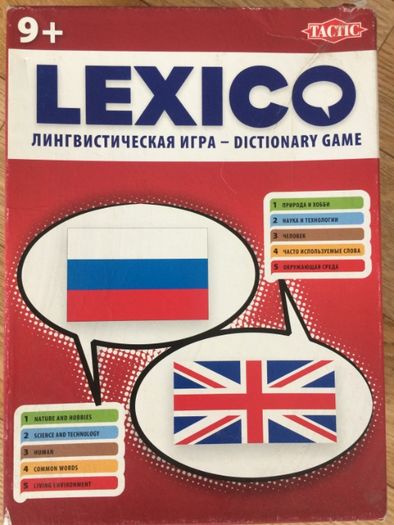 9+
TACTIC
LEXICO
ЛИНГВИСТИЧЕСКАЯ ИГРА – DICTIONARY GAME
1 ПРИРОДА И ХОББИ
2 НАУКА И ТЕХНОЛОГИИ
3 ЧЕЛОВЕК
4 ЧАСТО ИСПОЛЬЗУЕМЫЕ СЛОВА
5 ОКРУЖАЮЩАЯ СРЕДА
1 NATURE AND HOBBIES
2 SCIENCE AND TECHNOLOGY
3 HUMAN
4 COMMON WORDS
5 LIVING ENVIRONMENT